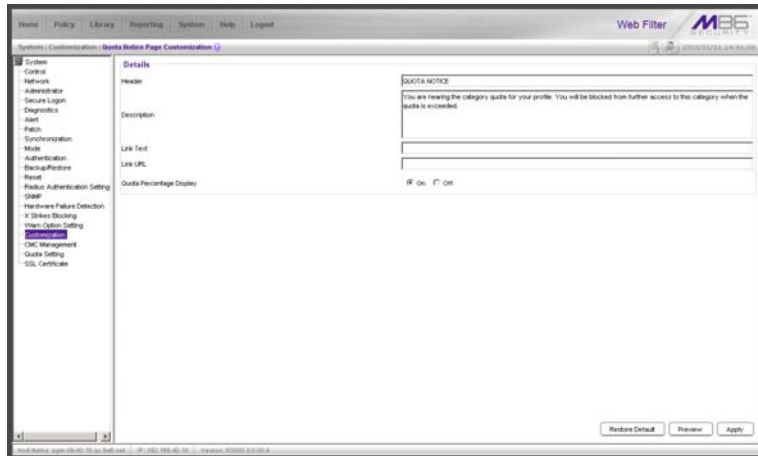 Home Policy Library Reporting System Help Logout
Web Filter
M86 SECURITY
System | Customization | Quota Notice Page Customization
System
Control
Network
Administrator
Secure Logon
Diagnostics
Alert
Patch
Synchronization
Mode
Authentication
Backup/Restore
Reset
Radius Authentication Setting
SNMP
Hardware Failure Detection
X Strikes Blocking
Warn Option Setting
Customization
CMC Management
Quota Setting
SSL Certificate
Details
Header
QUOTA NOTICE
Description
You are nearing the category quota for your profile. You will be blocked from further access to this category when the
quota is exceeded.
Link Text
Link URL
Quota Percentage Display
On Off
Restore Default Preview Apply
Host Name: